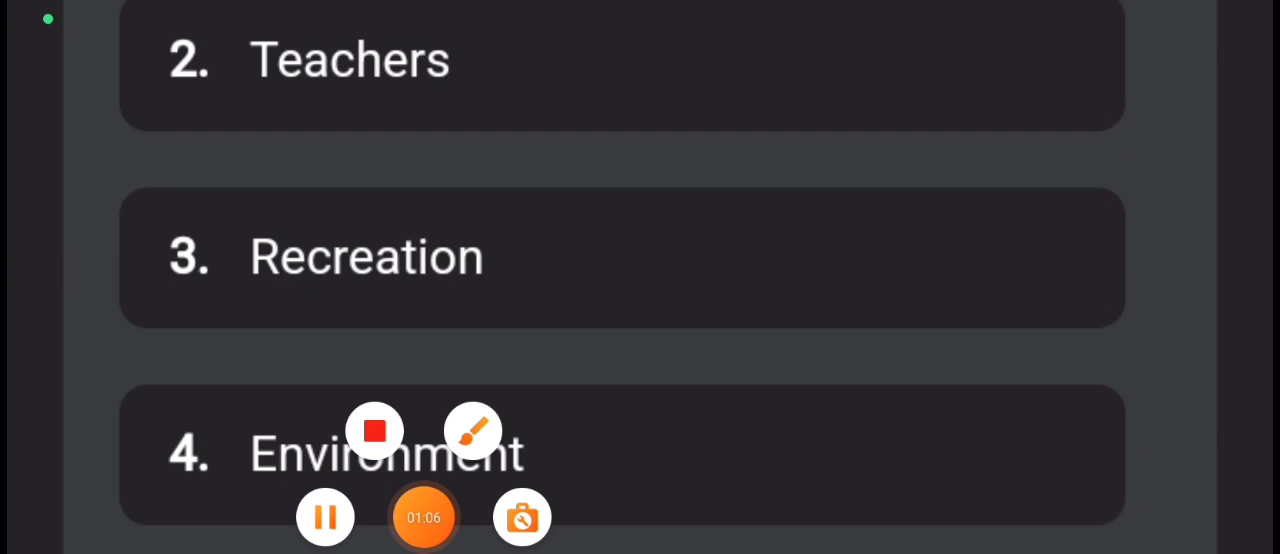 2. Teachers
3. Recreation
4. Environment
01:06